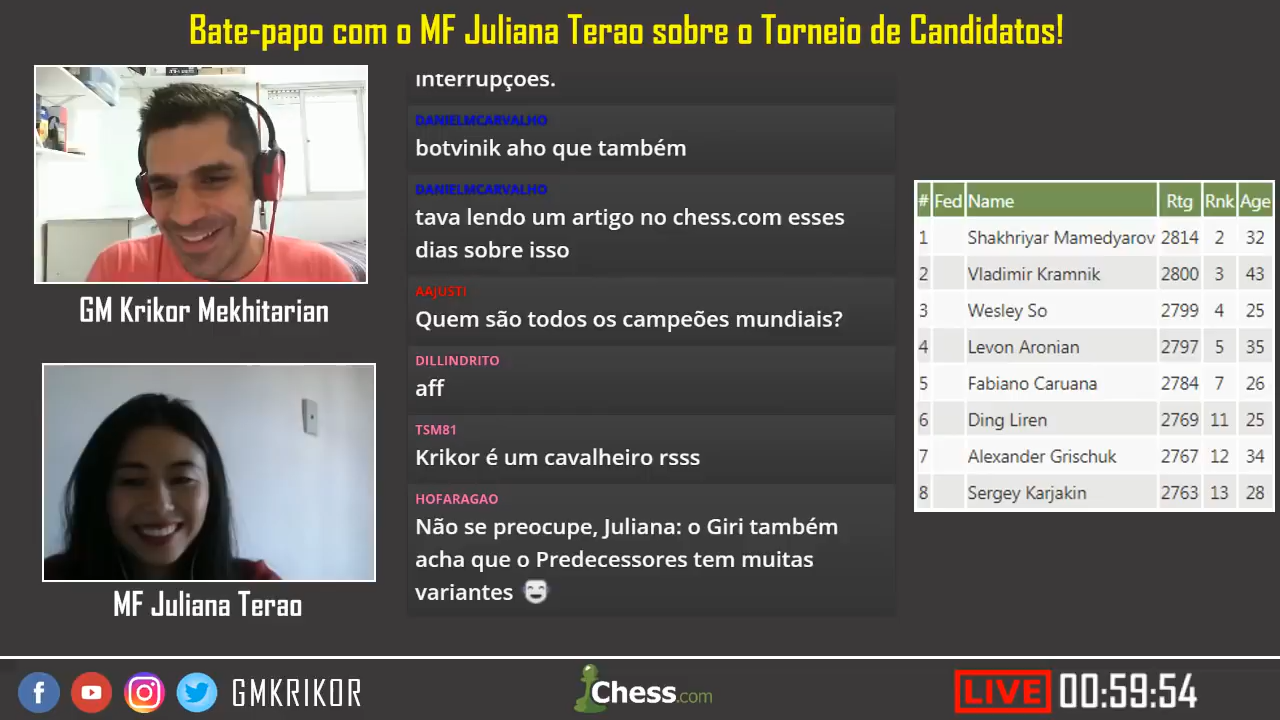 Bate-papo com o MF Juliana Terao sobre o Torneio de Candidatos!
GM Krikor Mekhitarian
MF Juliana Terao
interrupções.
DANIELMCARVALHO
botvinik aho que também
DANIELMCARVALHO
tava lendo um artigo no chess.com esses
dias sobre isso
AAJUSTI
Quem são todos os campeões mundiais?
DILLINDRITO
aff
TSM81
Krikor é um cavalheiro rsss
HOFARAGAO
Não se preocupe, Juliana: o Giri também
acha que o Predecessores tem muitas
variantes
# Fed Name Rtg Rnk Age
1 Shakhriyar Mamedyarov 2814 2 32
2 Vladimir Kramnik 2800 3 43
3 Wesley So 2799 4 25
4 Levon Aronian 2797 5 35
5 Fabiano Caruana 2784 7 26
6 Ding Liren 2769 11 25
7 Alexander Grischuk 2767 12 34
8 Sergey Karjakin 2763 13 28
GMKRIKOR
Chess.com
LIVE 00:59:54